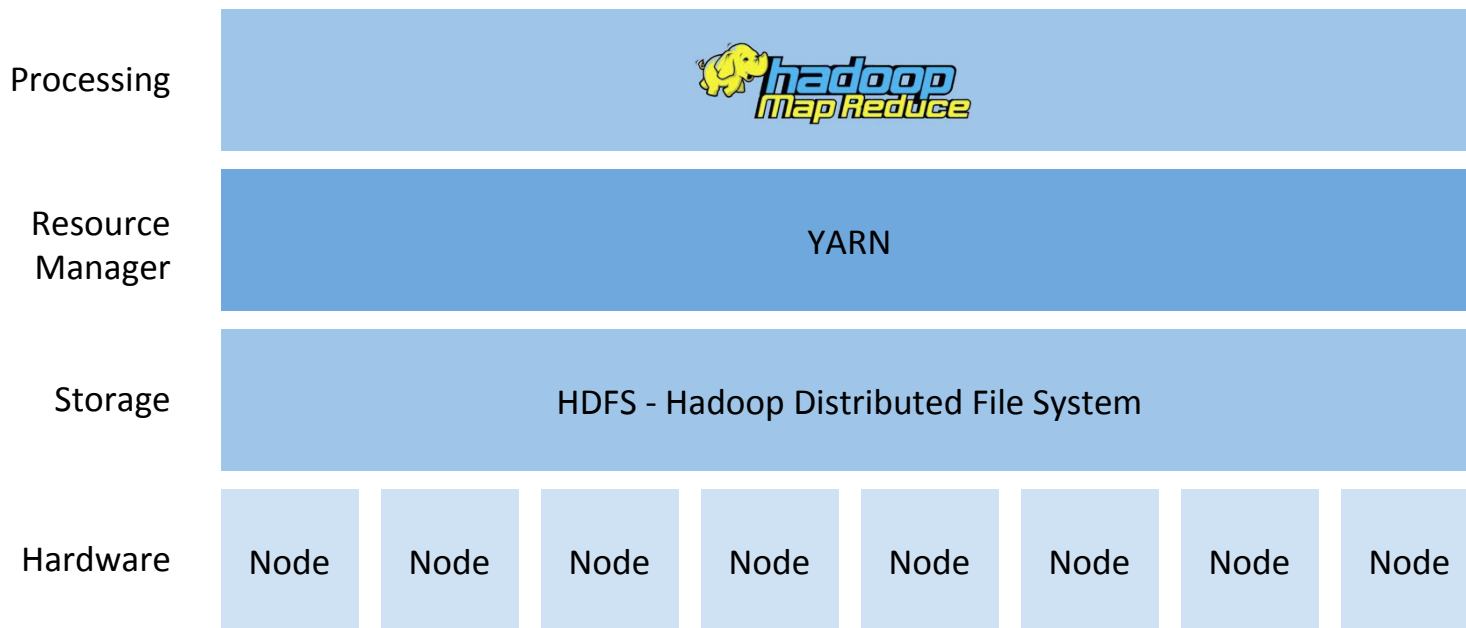 Processing
hadoop
Map Reduce
Resource
Manager
YARN
Storage
HDFS - Hadoop Distributed File System
Hardware
Node Node Node Node Node Node Node Node